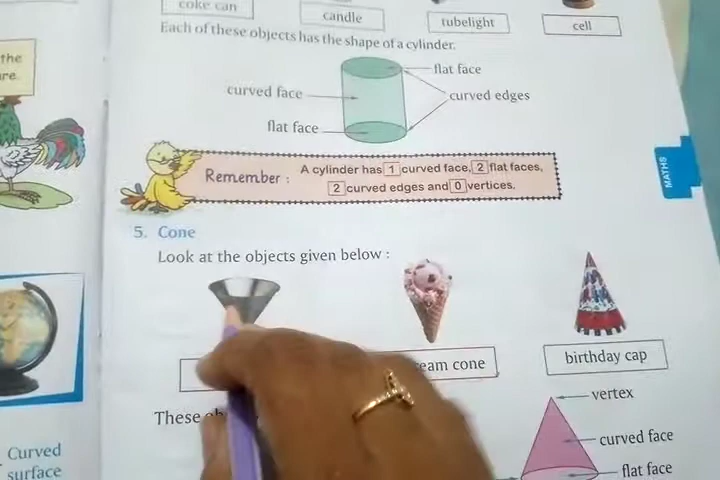 coke can
candle
tubelight
cell
Each of these objects has the shape of a cylinder.
the
re.
flat face
curved face
curved edges
flat face
Remember : A cylinder has 1 curved face, 2 flat faces,
2 curved edges and 0 vertices.
MATHS
5. Cone
Look at the objects given below :
eam cone
birthday cap
These ob
vertex
curved face
flat face
Curved
surface